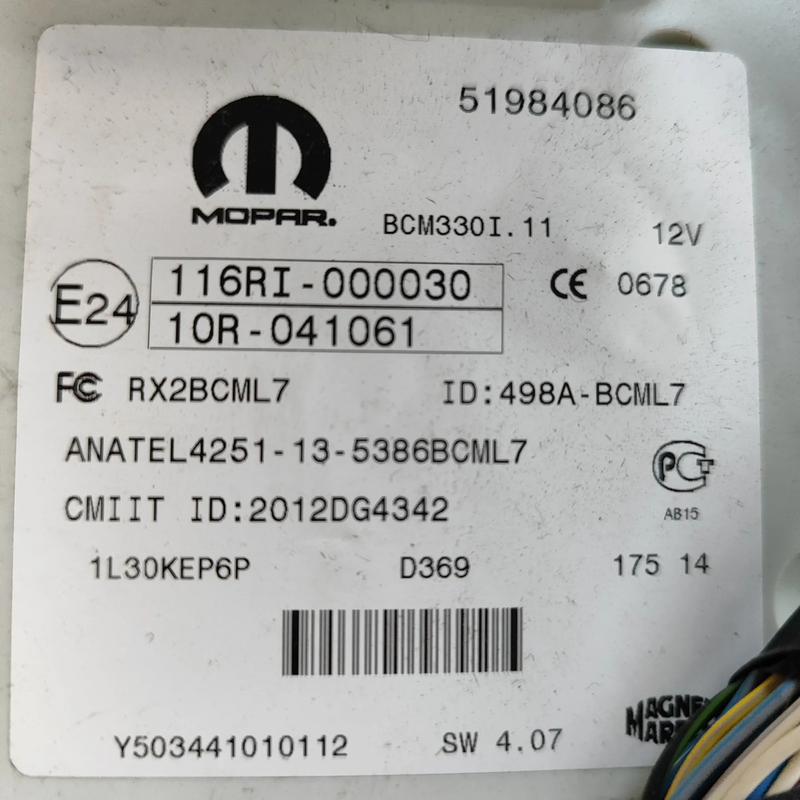 51984086
MOPAR.
BCM330I.11 12V
E24 116RI-000030 CE 0678
10R-041061
FC RX2BCML7 ID:498A-BCML7
ANATEL4251-13-5386BCML7
PCT
CMIIT ID:2012DG4342 AB15
1L30KEP6P D369 175 14
Y503441010112 SW 4.07